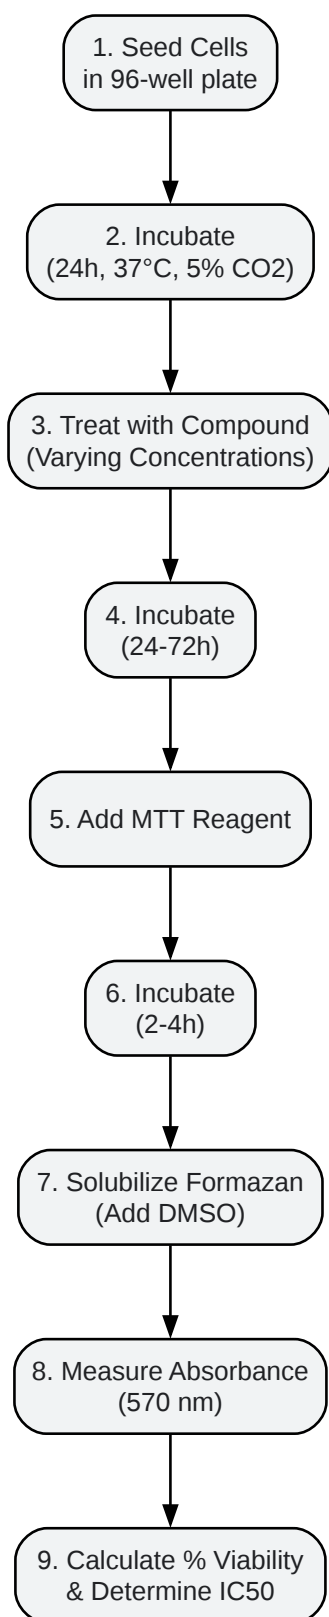 1. Seed Cells
in 96-well plate
2. Incubate
(24h, 37°C, 5% CO2)
3. Treat with Compound
(Varying Concentrations)
4. Incubate
(24-72h)
5. Add MTT Reagent
6. Incubate
(2-4h)
7. Solubilize Formazan
(Add DMSO)
8. Measure Absorbance
(570 nm)
9. Calculate % Viability
& Determine IC50